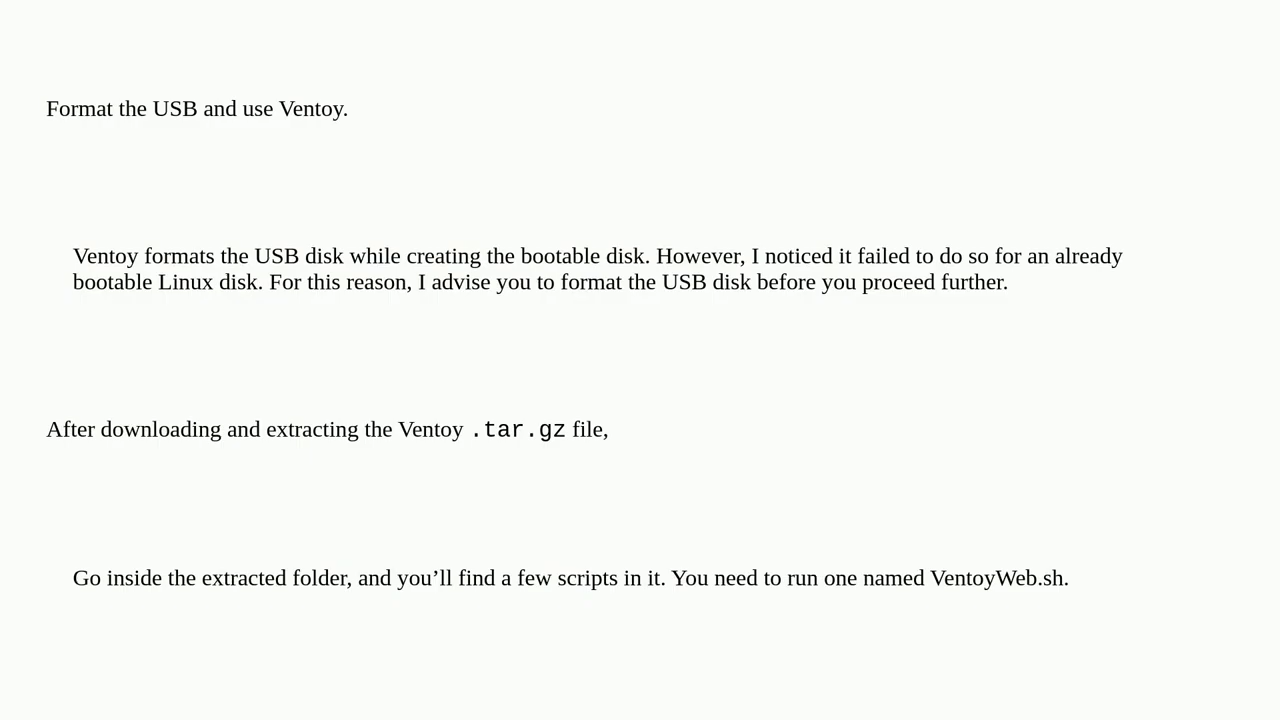 Format the USB and use Ventoy.
Ventoy formats the USB disk while creating the bootable disk. However, I noticed it failed to do so for an already
bootable Linux disk. For this reason, I advise you to format the USB disk before you proceed further.
After downloading and extracting the Ventoy .tar.gz file,
Go inside the extracted folder, and you’ll find a few scripts in it. You need to run one named VentoyWeb.sh.